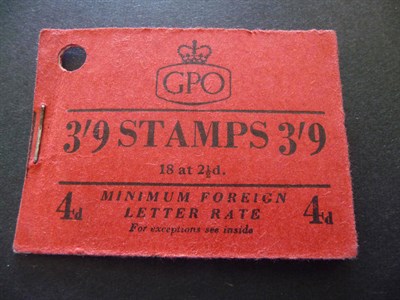 GPO
3'9 STAMPS 3'9
18 at 2½d.
4d MINIMUM FOREIGN LETTER RATE 4d
For exceptions see inside